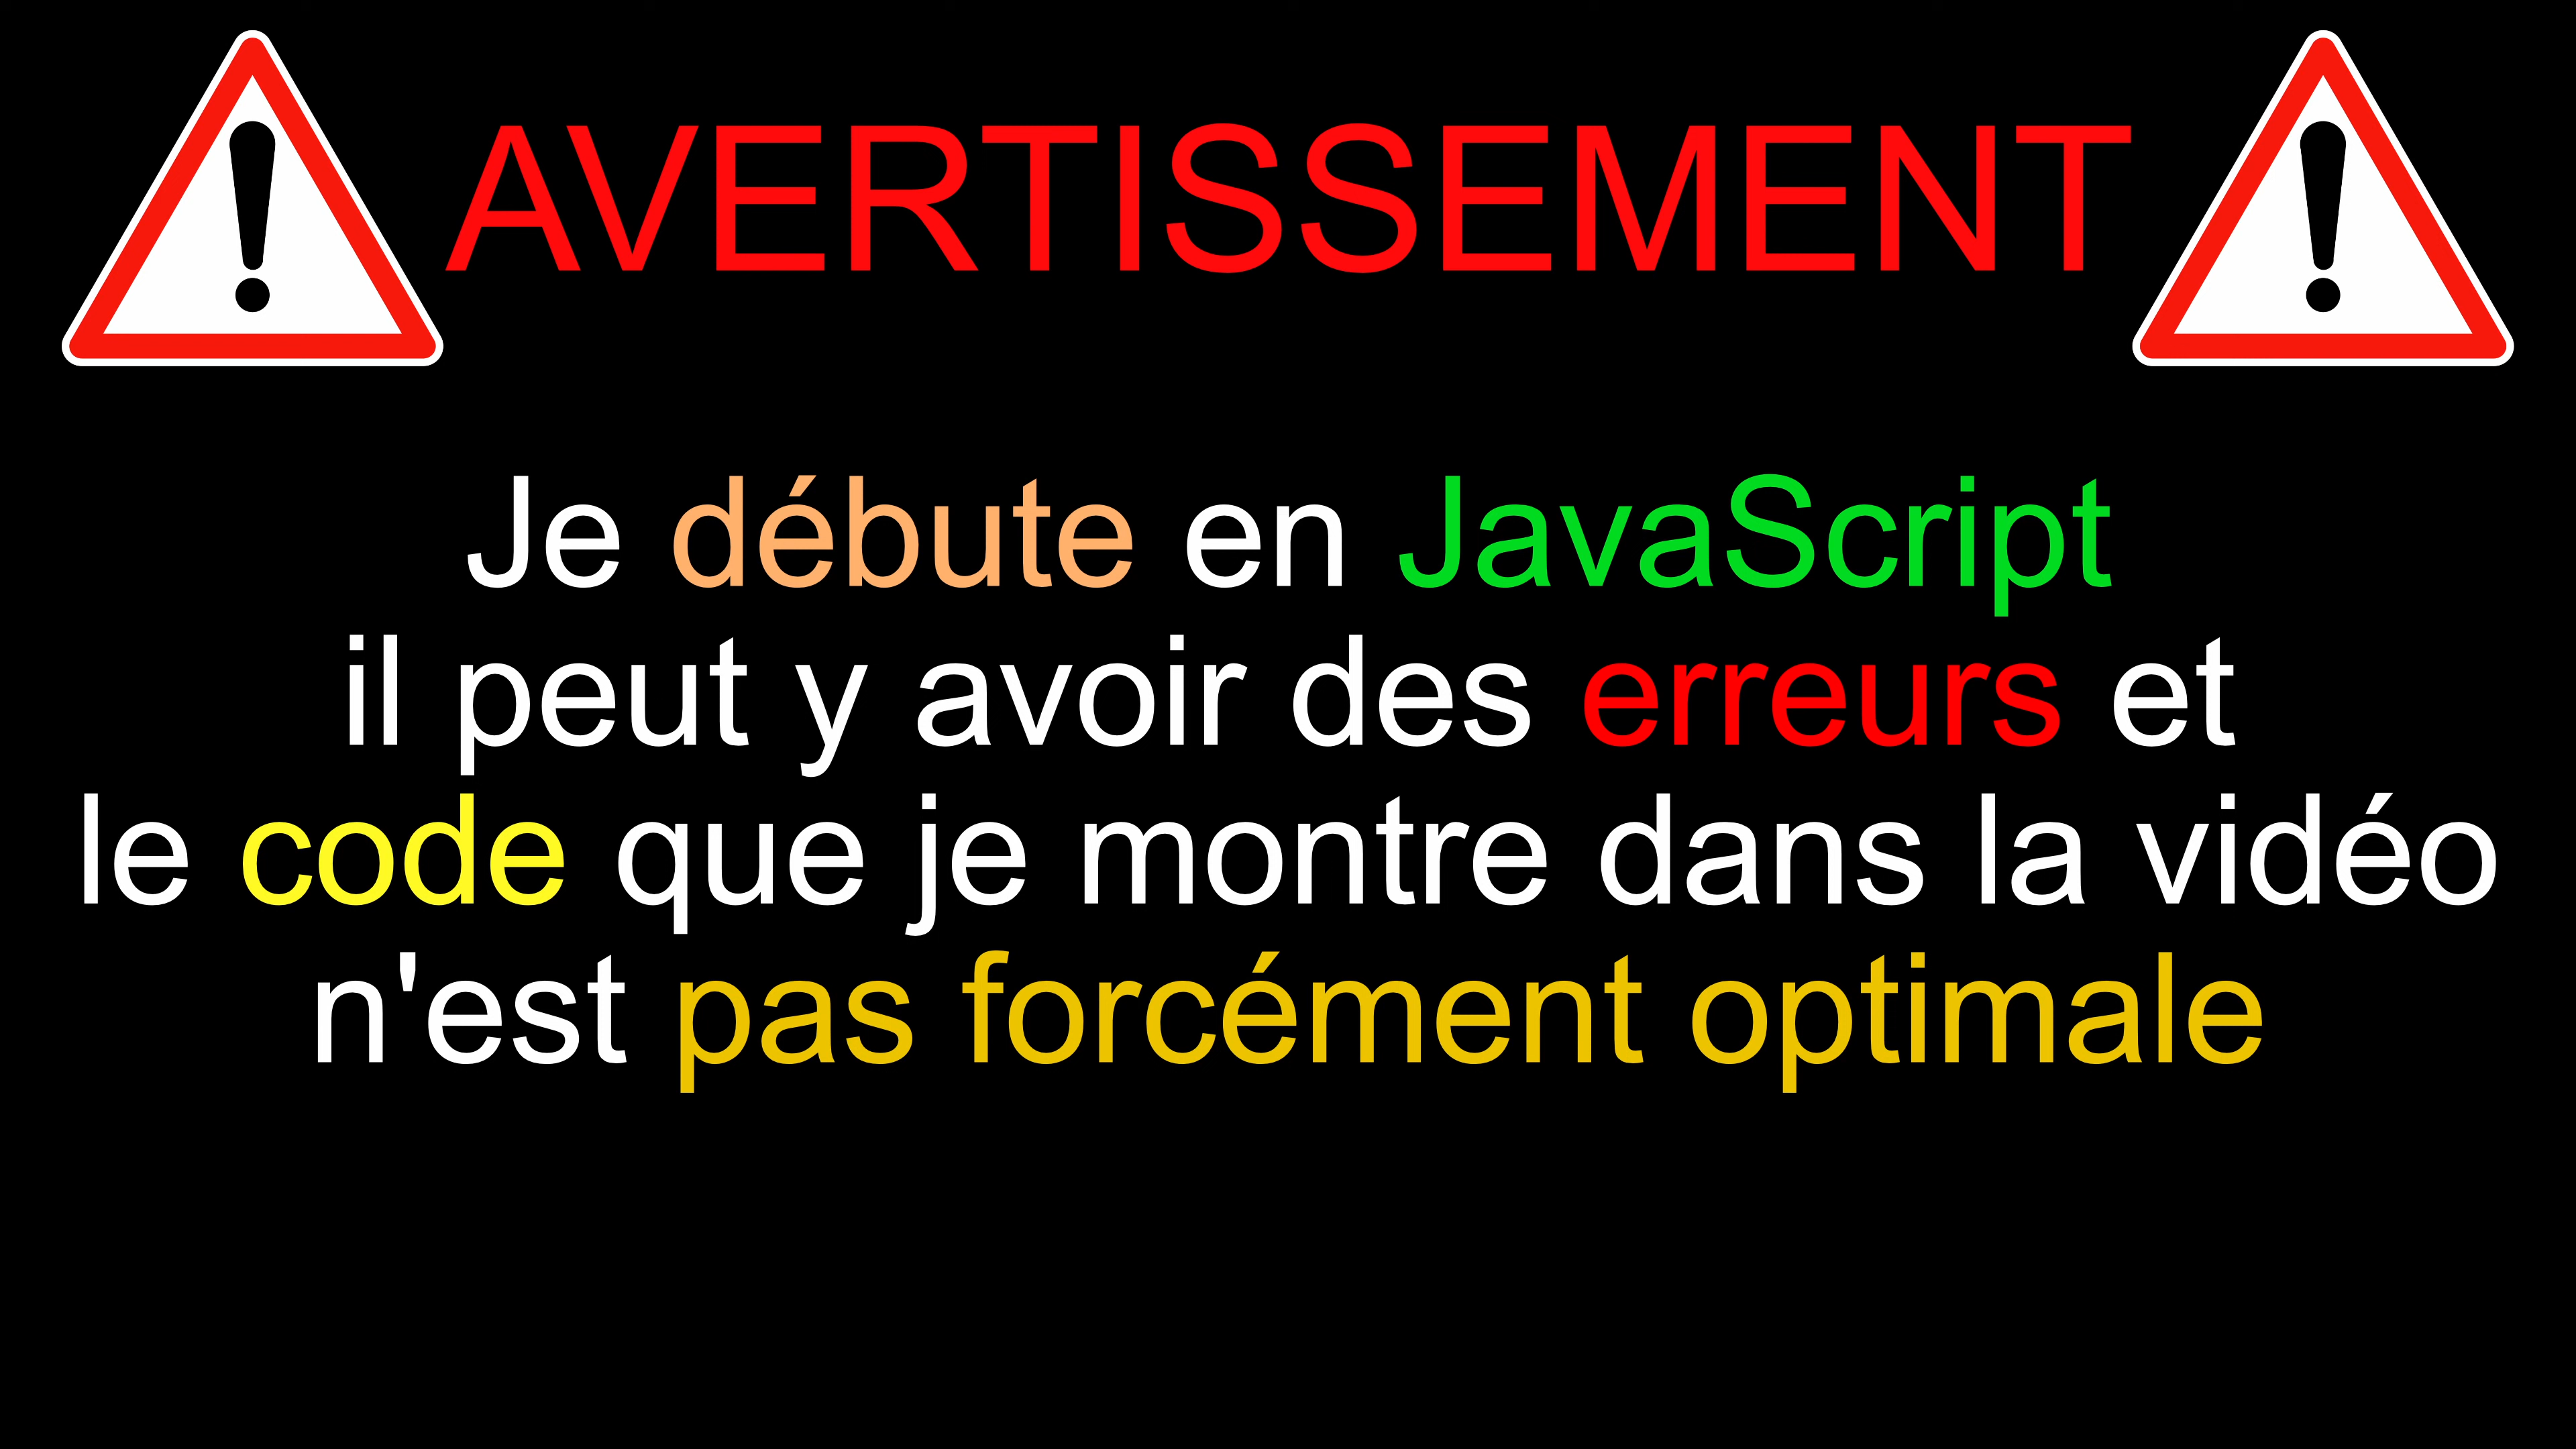 AVERTISSEMENT
Je débute en JavaScript
il peut y avoir des erreurs et
le code que je montre dans la vidéo
n'est pas forcément optimale